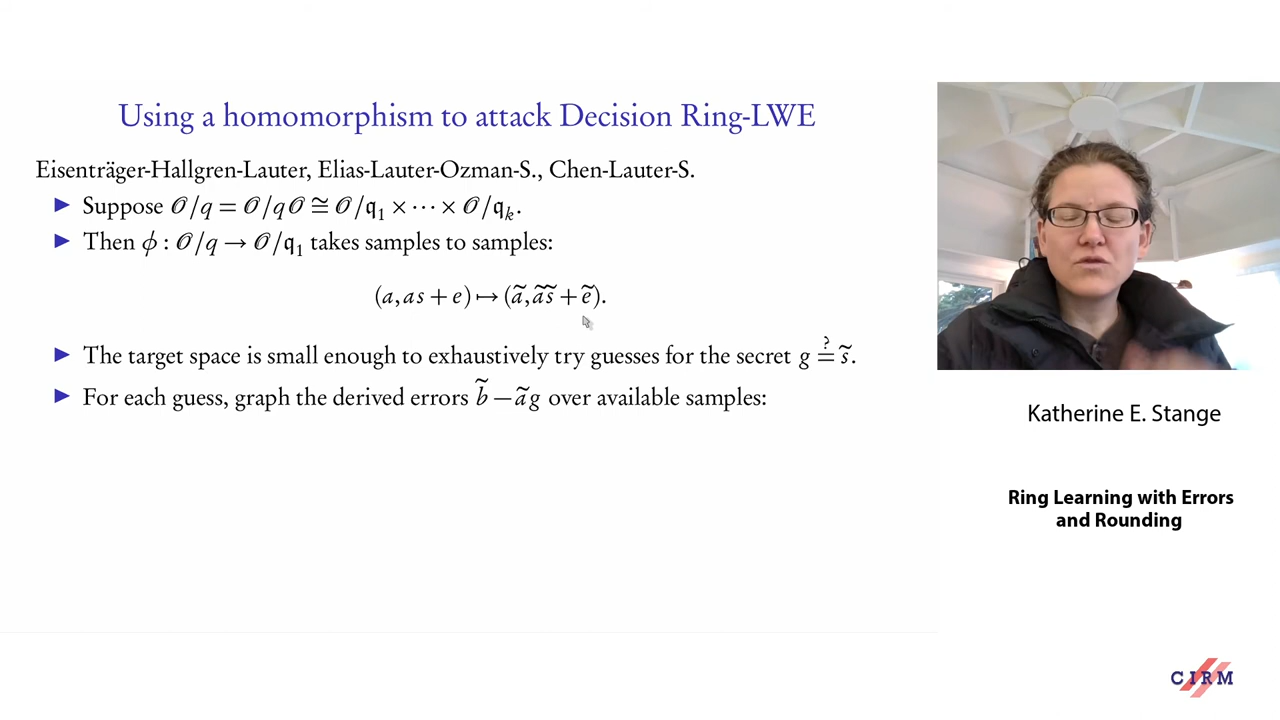 Using a homomorphism to attack Decision Ring-LWE
Eisenträger-Hallgren-Lauter, Elias-Lauter-Ozman-S., Chen-Lauter-S.
▶ Suppose 𝒪/q = 𝒪/q𝒪 ≅ 𝒪/𝔮₁ × ⋯ × 𝒪/𝔮ₖ.
▶ Then ϕ : 𝒪/q → 𝒪/𝔮₁ takes samples to samples:
(a, as + e) ↦ (ã, ãs̃ + ẽ).
▶ The target space is small enough to exhaustively try guesses for the secret g ≟ s̃.
▶ For each guess, graph the derived errors b̃ − ãg over available samples:
Katherine E. Stange
Ring Learning with Errors
and Rounding
CIRM